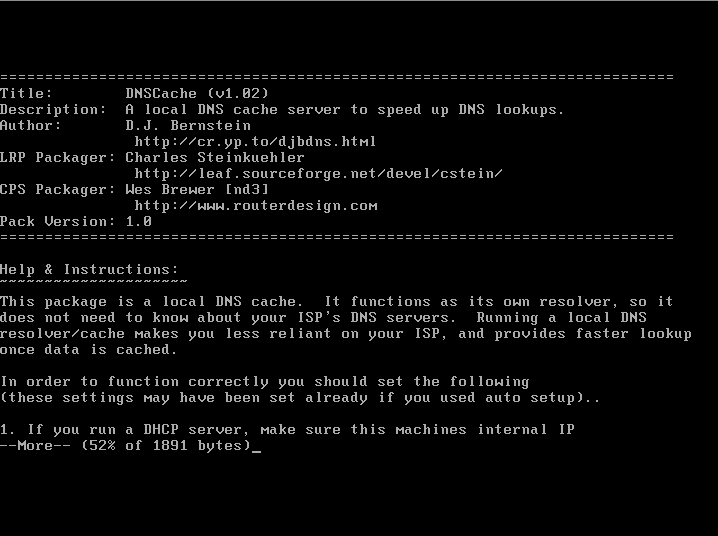 ===========================================================================
Title:        DNSCache (v1.02)
Description:  A local DNS cache server to speed up DNS lookups.
Author:       D.J. Bernstein
               http://cr.yp.to/djbdns.html
LRP Packager: Charles Steinkuehler
               http://leaf.sourceforge.net/devel/cstein/
CPS Packager: Wes Brewer [nd3]
               http://www.routerdesign.com
Pack Version: 1.0
===========================================================================
Help & Instructions:
~~~~~~~~~~~~~~~~~~~~~
This package is a local DNS cache.  It functions as its own resolver, so it
does not need to know about your ISP's DNS servers.  Running a local DNS
resolver/cache makes you less reliant on your ISP, and provides faster lookup
once data is cached.
In order to function correctly you should set the following
(these settings may have been set already if you used auto setup)..
1. If you run a DHCP server, make sure this machines internal IP
--More-- (52% of 1891 bytes)_